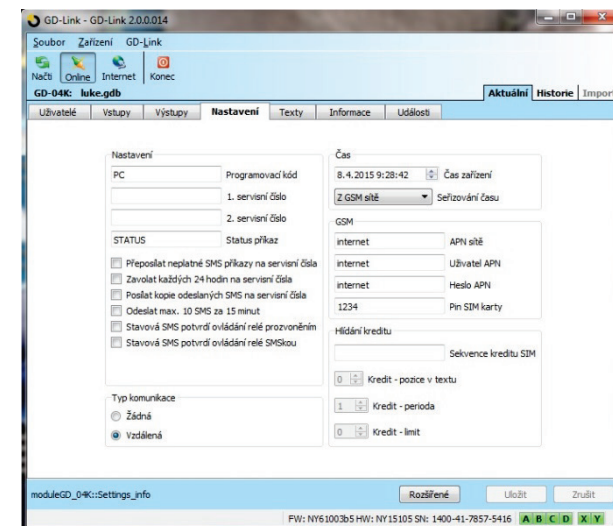 GD-Link - GD-Link 2.0.0.014
Soubor Zařízení GD-Link
Načti Online Internet Konec
GD-04K: luke.gdb
Aktuální Historie Import
Uživatelé Vstupy Výstupy Nastavení Texty Informace Události
Nastavení
PC Programovací kód
1. servisní číslo
2. servisní číslo
STATUS Status příkaz
Přeposílat neplatné SMS příkazy na servisní čísla
Zavolat každých 24 hodin na servisní čísla
Posílat kopie odeslaných SMS na servisní čísla
Odeslat max. 10 SMS za 15 minut
Stavová SMS potvrdí ovládání relé prozvoněním
Stavová SMS potvrdí ovládání relé SMSkou
Typ komunikace
Žádná
Vzdálená
Čas
8.4.2015 9:28:42 Čas zařízení
Z GSM sítě Seřizování času
GSM
internet APN sítě
internet Uživatel APN
internet Heslo APN
1234 Pin SIM karty
Hlídání kreditu
Sekvence kreditu SIM
0 Kredit - pozice v textu
1 Kredit - perioda
0 Kredit - limit
moduleGD_04K::Settings_info
Rozšířené Uložit Zrušit
FW: NY61003b5 HW: NY15105 SN: 1400-41-7857-5416 A B C D X Y